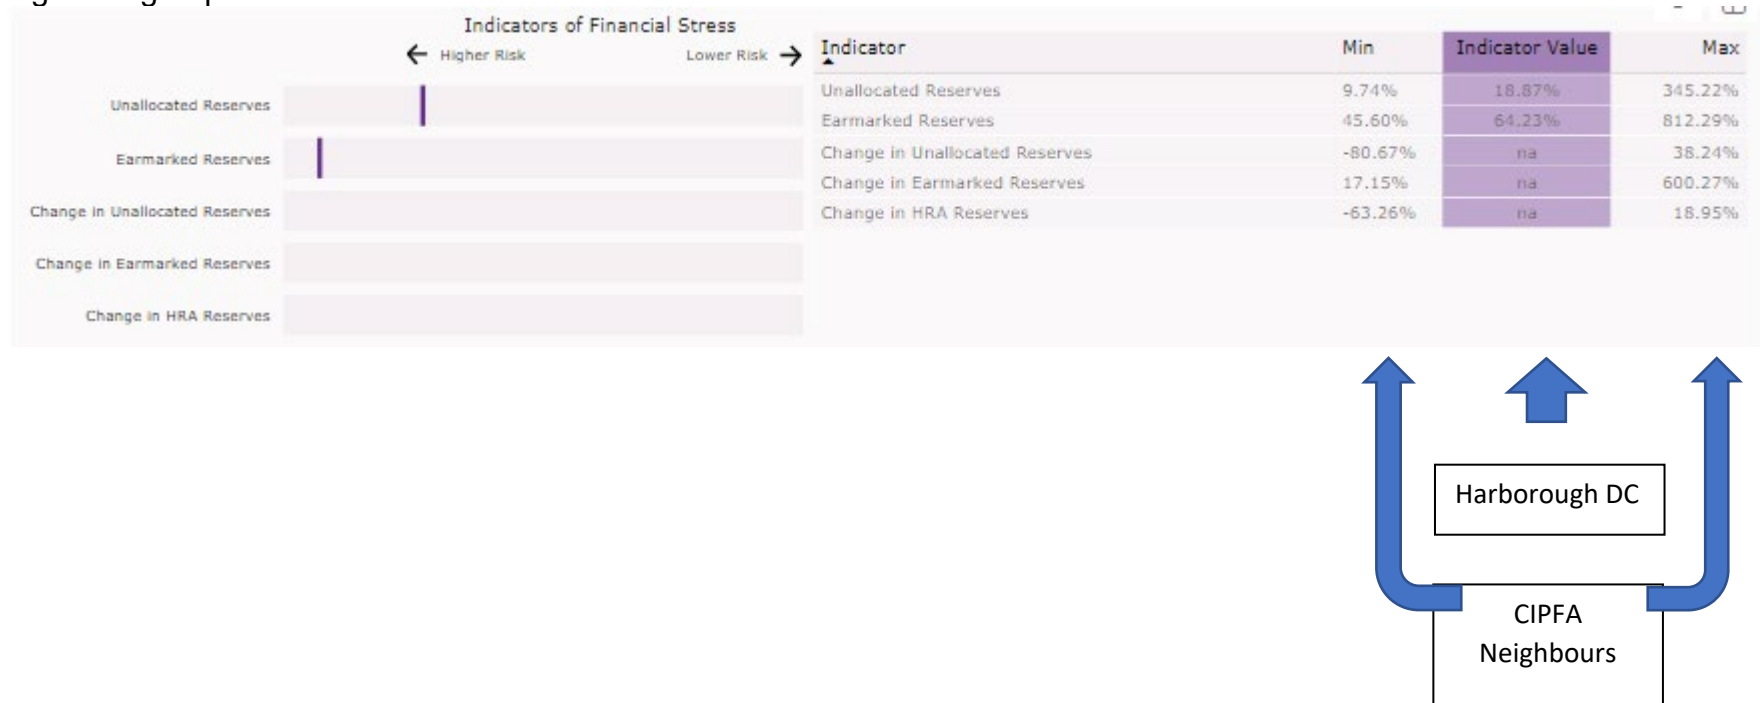 Indicators of Financial Stress
← Higher Risk Lower Risk →
Unallocated Reserves
Earmarked Reserves
Change in Unallocated Reserves
Change in Earmarked Reserves
Change in HRA Reserves
Indicator Min Indicator Value Max
Unallocated Reserves 9.74% 18.87% 345.22%
Earmarked Reserves 45.60% 64.23% 812.29%
Change in Unallocated Reserves -80.67% na 38.24%
Change in Earmarked Reserves 17.15% na 600.27%
Change in HRA Reserves -63.26% na 18.95%
Harborough DC
CIPFA
Neighbours